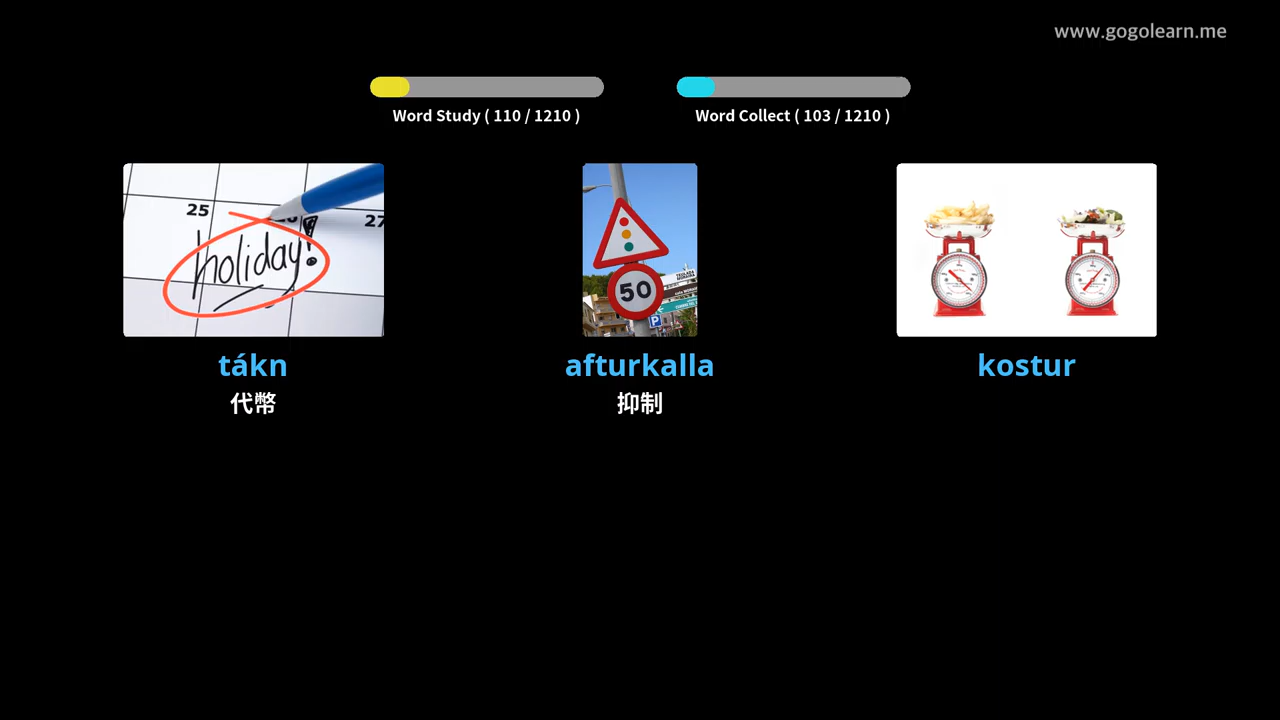 www.gogolearn.me
Word Study ( 110 / 1210 )
Word Collect ( 103 / 1210 )
25
27
holiday!
50
P
tákn
afturkalla
kostur
代幣
抑制